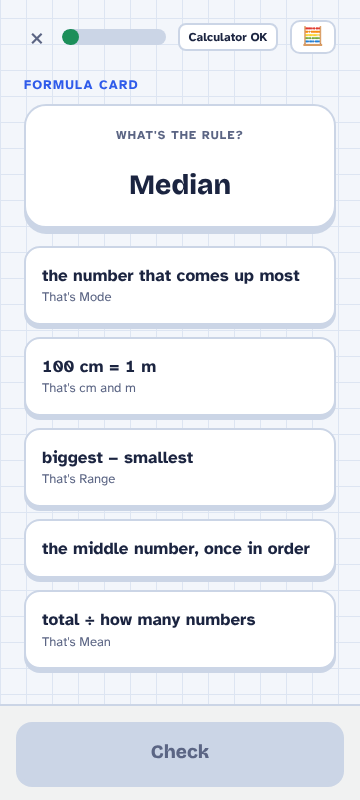 × Calculator OK
FORMULA CARD
WHAT'S THE RULE?
Median
the number that comes up most
That's Mode
100 cm = 1 m
That's cm and m
biggest – smallest
That's Range
the middle number, once in order
total ÷ how many numbers
That's Mean
Check